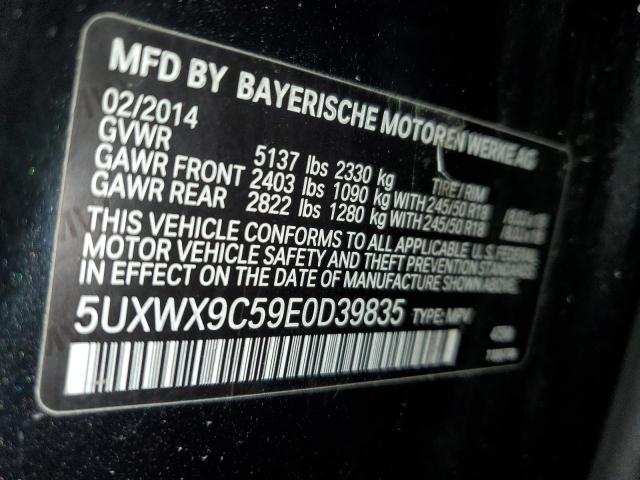 MFD BY BAYERISCHE MOTOREN WERKE AG
02/2014
GVWR 5137 lbs 2330 kg TIRE / RIM
GAWR FRONT 2403 lbs 1090 kg WITH 245/50 R18
GAWR REAR 2822 lbs 1280 kg WITH 245/50 R18
THIS VEHICLE CONFORMS TO ALL APPLICABLE U.S. FEDERAL
MOTOR VEHICLE SAFETY AND THEFT PREVENTION STANDARDS
IN EFFECT ON THE DATE OF MANUFACTURE SHOWN ABOVE.
5UXWX9C59E0D39835 TYPE: MPV